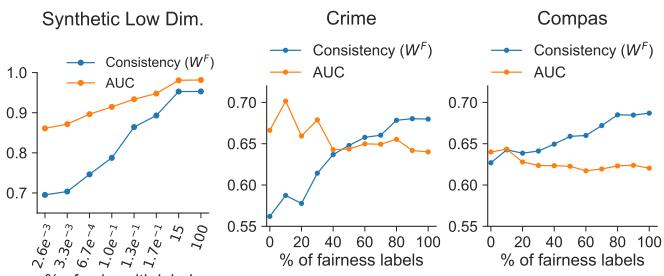 Synthetic Low Dim.
Consistency (W^F)
AUC
1.0
0.9
0.8
0.7
2.6e⁻³
3.3e⁻³
6.7e⁻⁴
1.0e⁻¹
1.3e⁻¹
1.7e⁻¹
15
100
Crime
Consistency (W^F)
AUC
0.70
0.65
0.60
0.55
0 20 40 60 80 100
% of fairness labels
Compas
Consistency (W^F)
AUC
0.70
0.65
0.60
0.55
0 20 40 60 80 100
% of fairness labels